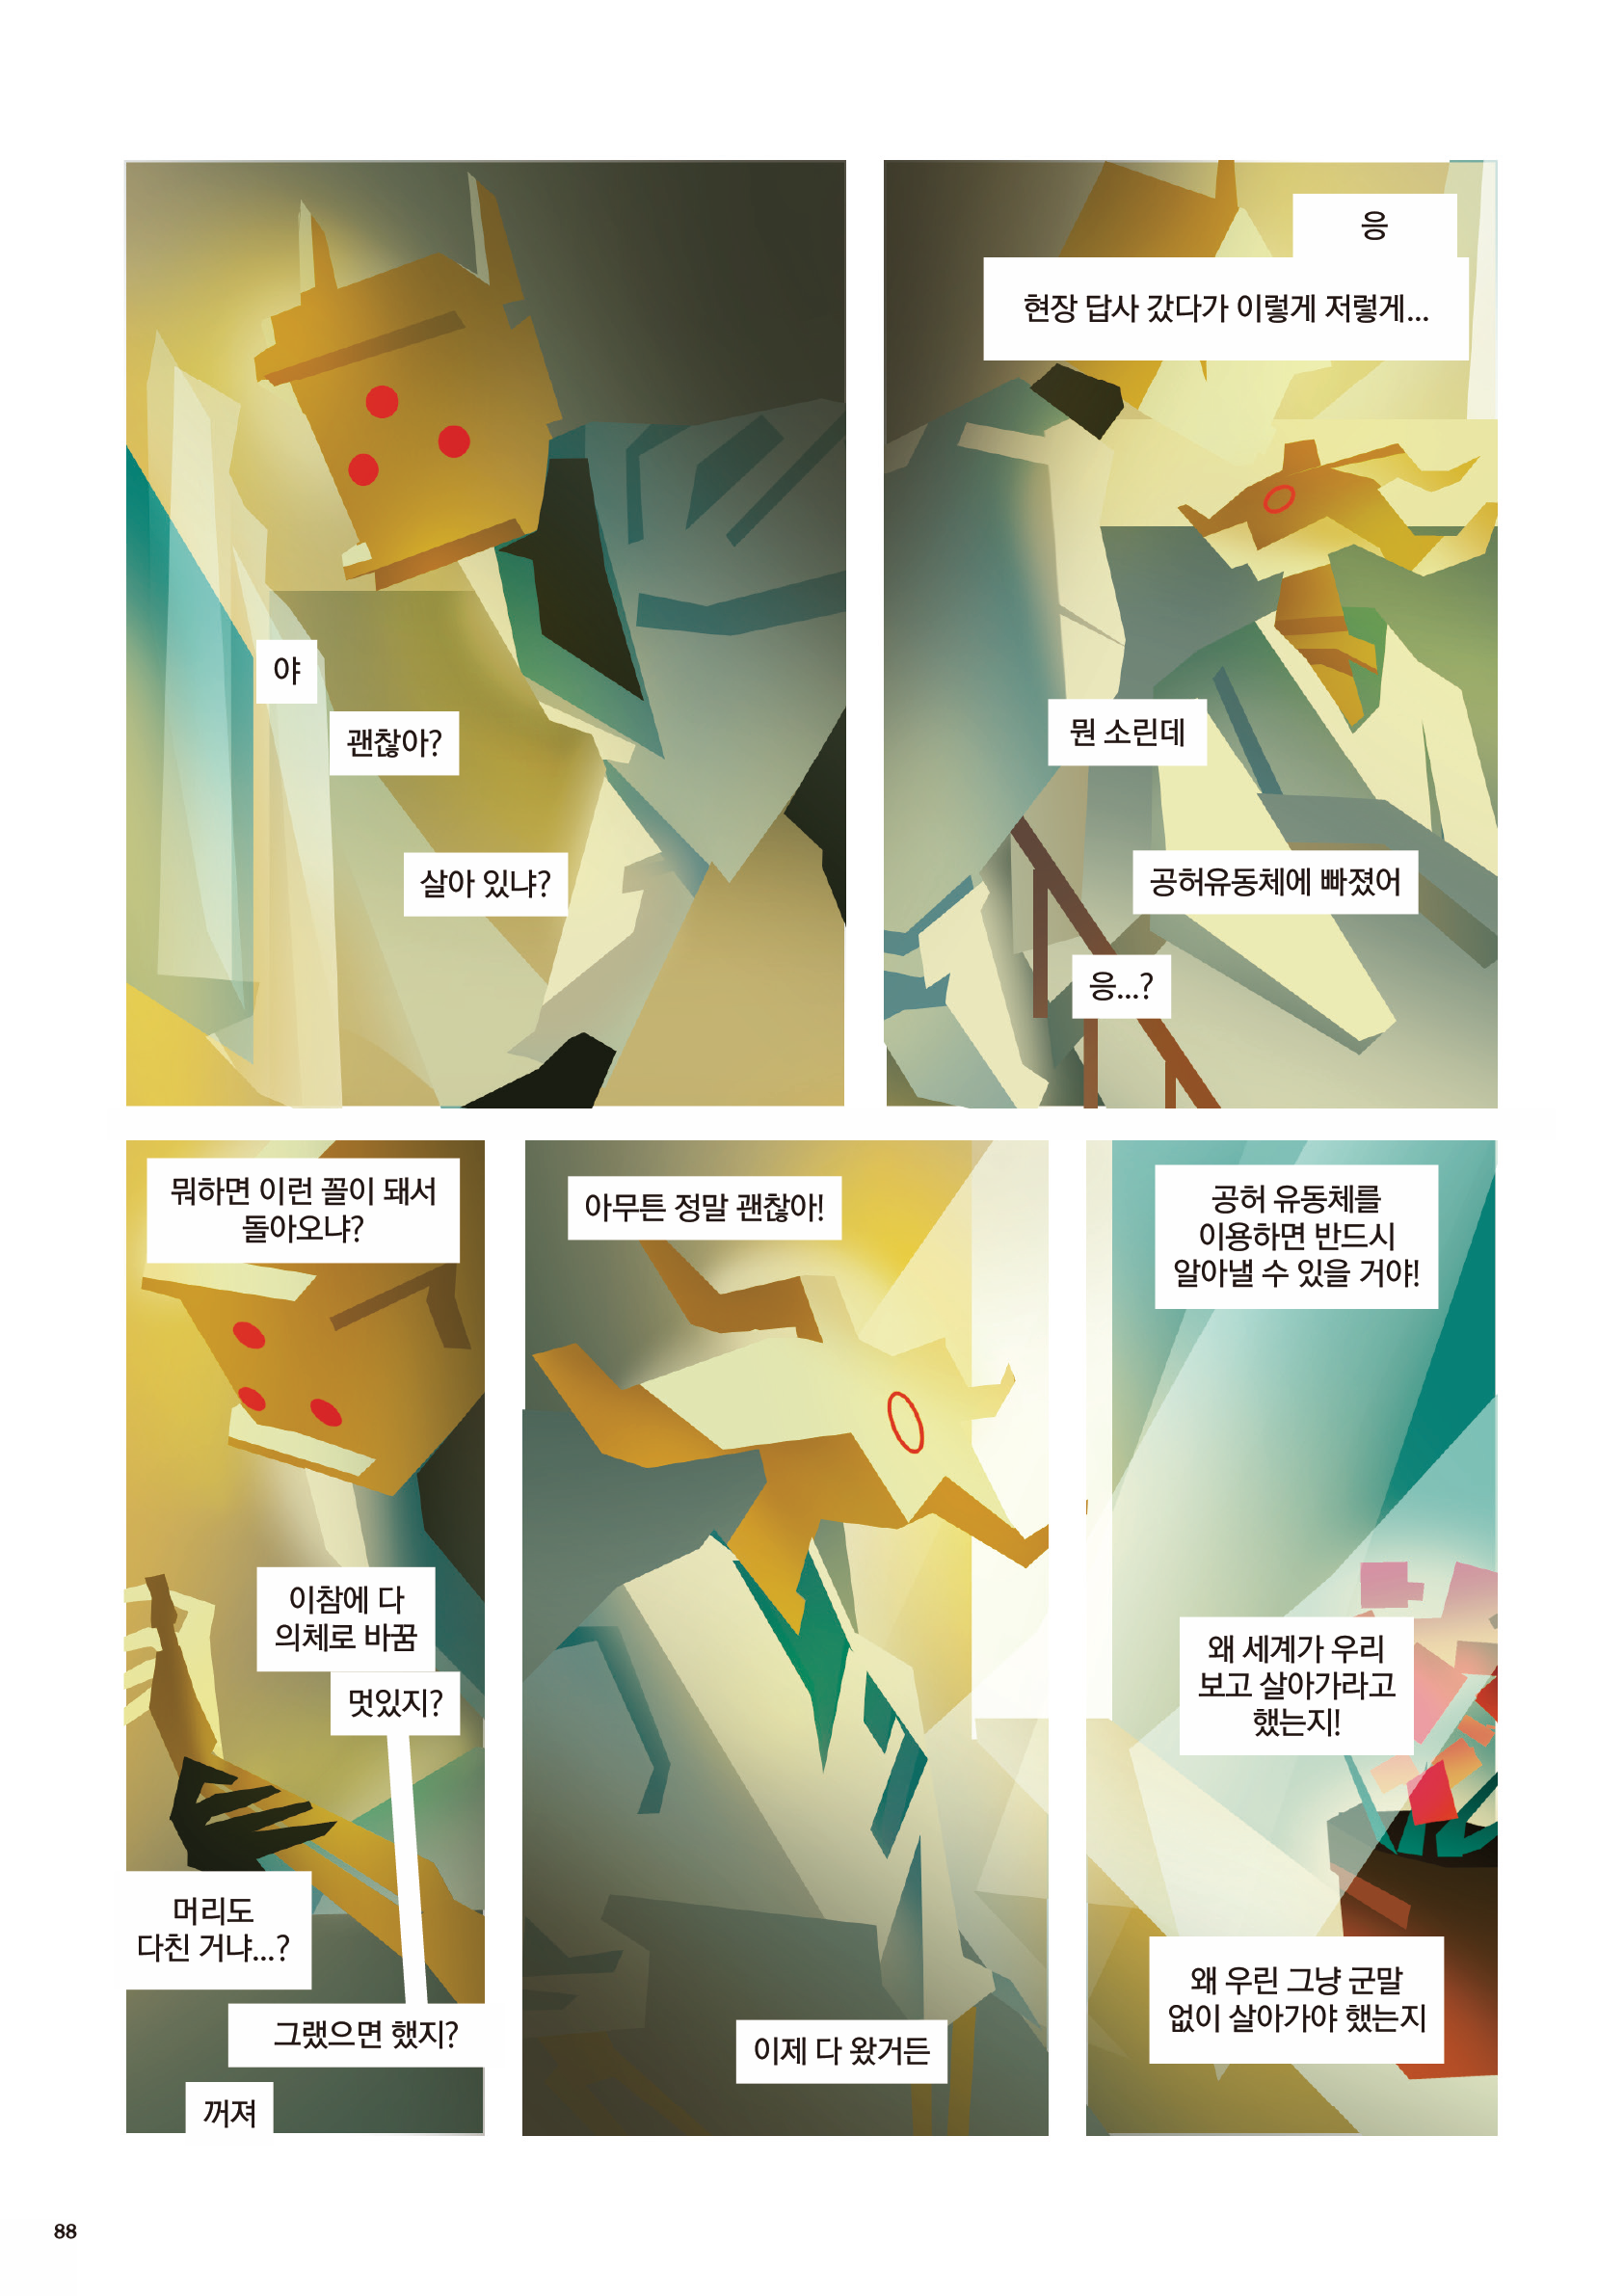 야
괜찮아?
살아 있냐?
응
현장 답사 갔다가 이렇게 저렇게...
뭔 소린데
공허유동체에 빠졌어
응...?
뭐하면 이런 꼴이 돼서
돌아오냐?
이참에 다
의체로 바꿈
멋있지?
머리도
다친 거냐...?
그랬으면 했지?
꺼져
아무튼 정말 괜찮아!
이제 다 왔거든
공허 유동체를
이용하면 반드시
알아낼 수 있을 거야!
왜 세계가 우리
보고 살아가라고
했는지!
왜 우린 그냥 군말
없이 살아가야 했는지
88